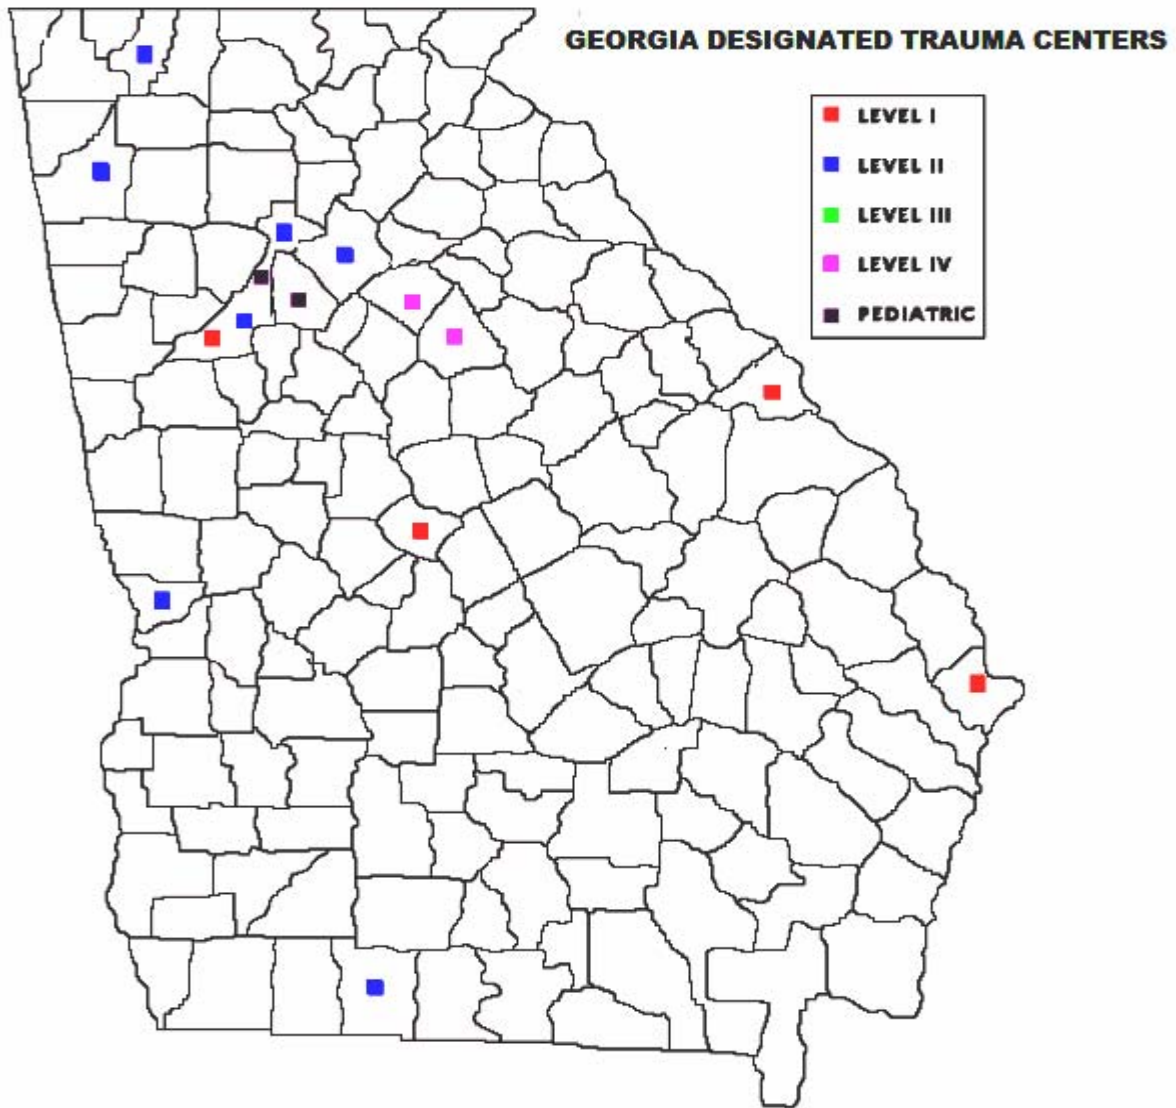 GEORGIA DESIGNATED TRAUMA CENTERS
LEVEL I
LEVEL II
LEVEL III
LEVEL IV
PEDIATRIC